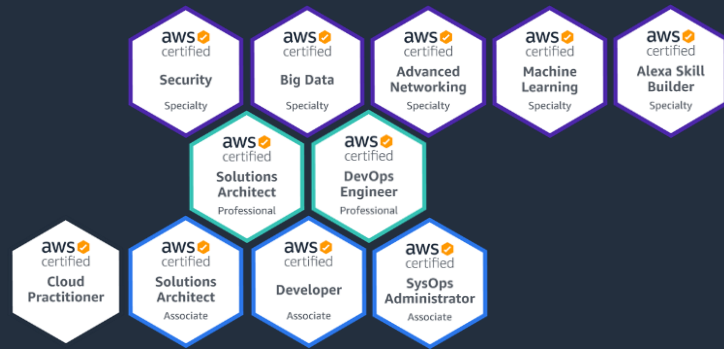 aws
certified
Security
Specialty
aws
certified
Big Data
Specialty
aws
certified
Advanced
Networking
Specialty
aws
certified
Machine
Learning
Specialty
aws
certified
Alexa Skill
Builder
Specialty
aws
certified
Solutions
Architect
Professional
aws
certified
DevOps
Engineer
Professional
aws
certified
Cloud
Practitioner
aws
certified
Solutions
Architect
Associate
aws
certified
Developer
Associate
aws
certified
SysOps
Administrator
Associate